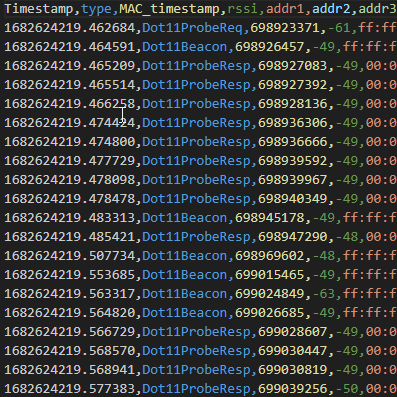 Timestamp,type,MAC_timestamp,rssi,addr1,addr2,addr3
1682624219.462684,Dot11ProbeReq,698923371,-61,ff:ff
1682624219.464591,Dot11Beacon,698926457,-49,ff:ff:f
1682624219.465209,Dot11ProbeResp,698927083,-49,00:0
1682624219.465514,Dot11ProbeResp,698927392,-49,00:0
1682624219.466258,Dot11ProbeResp,698928136,-49,00:0
1682624219.474424,Dot11ProbeResp,698936306,-49,00:0
1682624219.474800,Dot11ProbeResp,698936666,-49,00:0
1682624219.477729,Dot11ProbeResp,698939592,-49,00:0
1682624219.478098,Dot11ProbeResp,698939967,-49,00:0
1682624219.478478,Dot11ProbeResp,698940349,-49,00:0
1682624219.483313,Dot11Beacon,698945178,-49,ff:ff:f
1682624219.485421,Dot11ProbeResp,698947290,-48,00:0
1682624219.507734,Dot11Beacon,698969602,-48,ff:ff:f
1682624219.553685,Dot11Beacon,699015465,-49,ff:ff:f
1682624219.563317,Dot11Beacon,699024849,-63,ff:ff:f
1682624219.564820,Dot11Beacon,699026685,-49,ff:ff:f
1682624219.566729,Dot11ProbeResp,699028607,-49,00:0
1682624219.568570,Dot11ProbeResp,699030447,-49,00:0
1682624219.568941,Dot11ProbeResp,699030819,-49,00:0
1682624219.577383,Dot11ProbeResp,699039256,-50,00:0